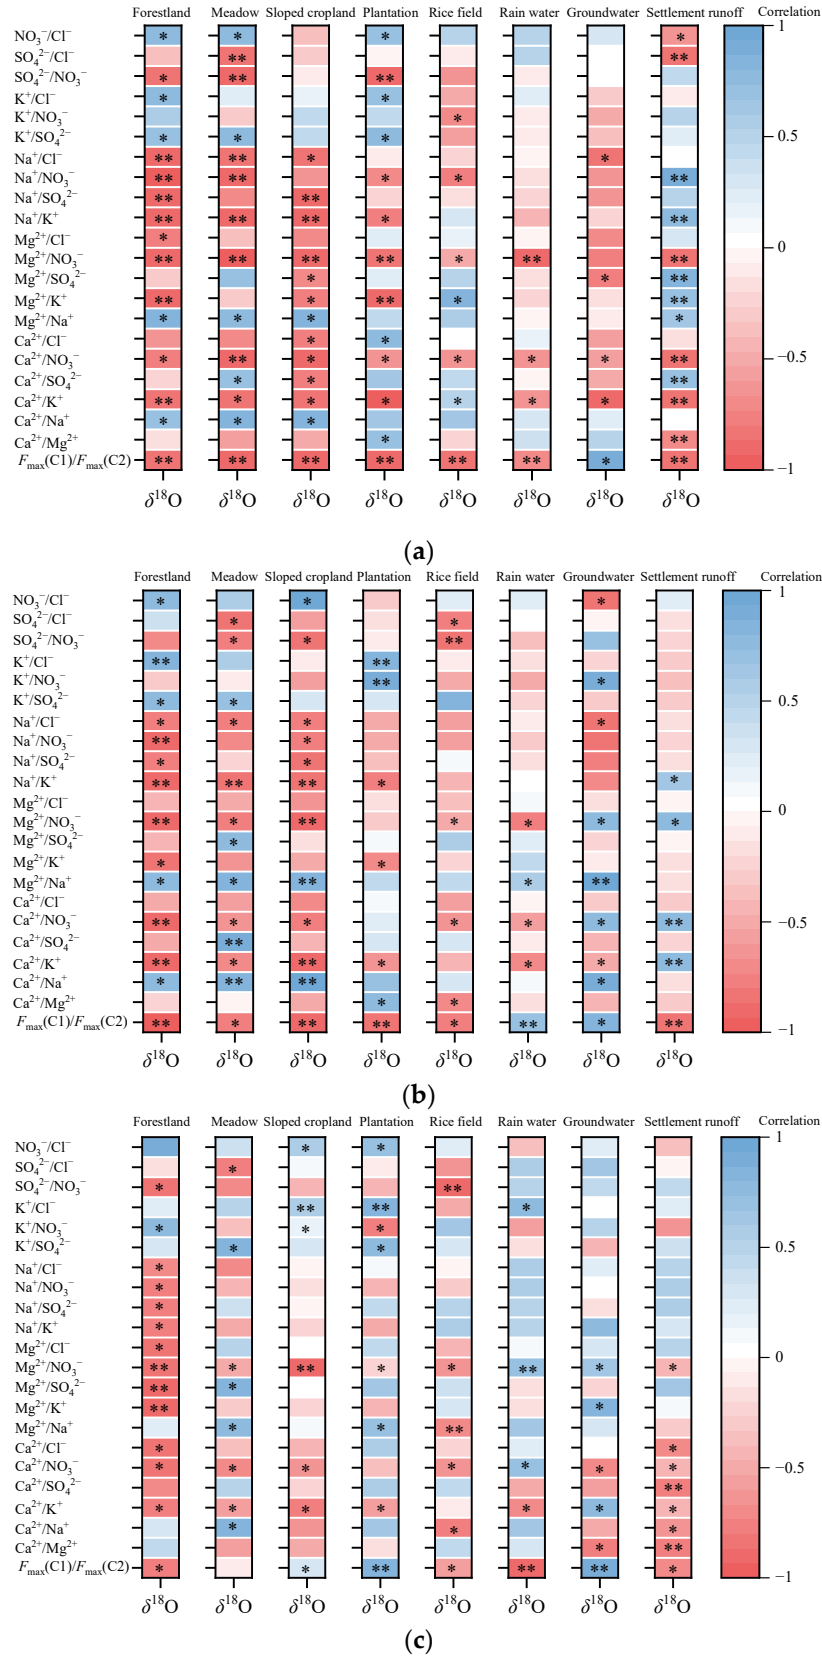 Forestland Meadow Sloped cropland Plantation Rice field Rain water Groundwater Settlement runoff Correlation
NO₃⁻/Cl⁻ * * * * 1
SO₄²⁻/Cl⁻ ** **
SO₄²⁻/NO₃⁻ * ** **
K⁺/Cl⁻ * *
K⁺/NO₃⁻ *
K⁺/SO₄²⁻ * * * 0.5
Na⁺/Cl⁻ ** ** * *
Na⁺/NO₃⁻ ** ** * * **
Na⁺/SO₄²⁻ ** **
Na⁺/K⁺ ** ** ** * **
Mg²⁺/Cl⁻ * 0
Mg²⁺/NO₃⁻ ** ** ** ** * ** **
Mg²⁺/SO₄²⁻ * * **
Mg²⁺/K⁺ ** * ** * **
Mg²⁺/Na⁺ * * * *
Ca²⁺/Cl⁻ * *
Ca²⁺/NO₃⁻ * ** * * * * * ** −0.5
Ca²⁺/SO₄²⁻ * * **
Ca²⁺/K⁺ ** * * * * * * **
Ca²⁺/Na⁺ * * *
Ca²⁺/Mg²⁺ * **
Fmax(C1)/Fmax(C2) ** ** ** ** ** ** * ** −1
δ¹⁸O δ¹⁸O δ¹⁸O δ¹⁸O δ¹⁸O δ¹⁸O δ¹⁸O δ¹⁸O
(a)
Forestland Meadow Sloped cropland Plantation Rice field Rain water Groundwater Settlement runoff Correlation
NO₃⁻/Cl⁻ * * * 1
SO₄²⁻/Cl⁻ * *
SO₄²⁻/NO₃⁻ * * **
K⁺/Cl⁻ ** **
K⁺/NO₃⁻ ** *
K⁺/SO₄²⁻ * * 0.5
Na⁺/Cl⁻ * * * *
Na⁺/NO₃⁻ ** *
Na⁺/SO₄²⁻ * *
Na⁺/K⁺ ** ** ** * *
Mg²⁺/Cl⁻ 0
Mg²⁺/NO₃⁻ ** * ** * * * *
Mg²⁺/SO₄²⁻ *
Mg²⁺/K⁺ * *
Mg²⁺/Na⁺ * * ** * **
Ca²⁺/Cl⁻
Ca²⁺/NO₃⁻ ** * * * * * ** −0.5
Ca²⁺/SO₄²⁻ **
Ca²⁺/K⁺ ** * ** * * * **
Ca²⁺/Na⁺ * ** ** *
Ca²⁺/Mg²⁺ * *
Fmax(C1)/Fmax(C2) ** * ** ** * ** * ** −1
δ¹⁸O δ¹⁸O δ¹⁸O δ¹⁸O δ¹⁸O δ¹⁸O δ¹⁸O δ¹⁸O
(b)
Forestland Meadow Sloped cropland Plantation Rice field Rain water Groundwater Settlement runoff Correlation
NO₃⁻/Cl⁻ * * 1
SO₄²⁻/Cl⁻ *
SO₄²⁻/NO₃⁻ * **
K⁺/Cl⁻ ** ** *
K⁺/NO₃⁻ * * *
K⁺/SO₄²⁻ * * 0.5
Na⁺/Cl⁻ *
Na⁺/NO₃⁻ *
Na⁺/SO₄²⁻ *
Na⁺/K⁺ *
Mg²⁺/Cl⁻ * 0
Mg²⁺/NO₃⁻ ** * ** * * ** * *
Mg²⁺/SO₄²⁻ ** *
Mg²⁺/K⁺ ** *
Mg²⁺/Na⁺ * * **
Ca²⁺/Cl⁻ * *
Ca²⁺/NO₃⁻ * * * * * * * −0.5
Ca²⁺/SO₄²⁻ **
Ca²⁺/K⁺ * * * * * * *
Ca²⁺/Na⁺ * * *
Ca²⁺/Mg²⁺ * **
Fmax(C1)/Fmax(C2) * * ** * ** ** * −1
δ¹⁸O δ¹⁸O δ¹⁸O δ¹⁸O δ¹⁸O δ¹⁸O δ¹⁸O δ¹⁸O
(c)